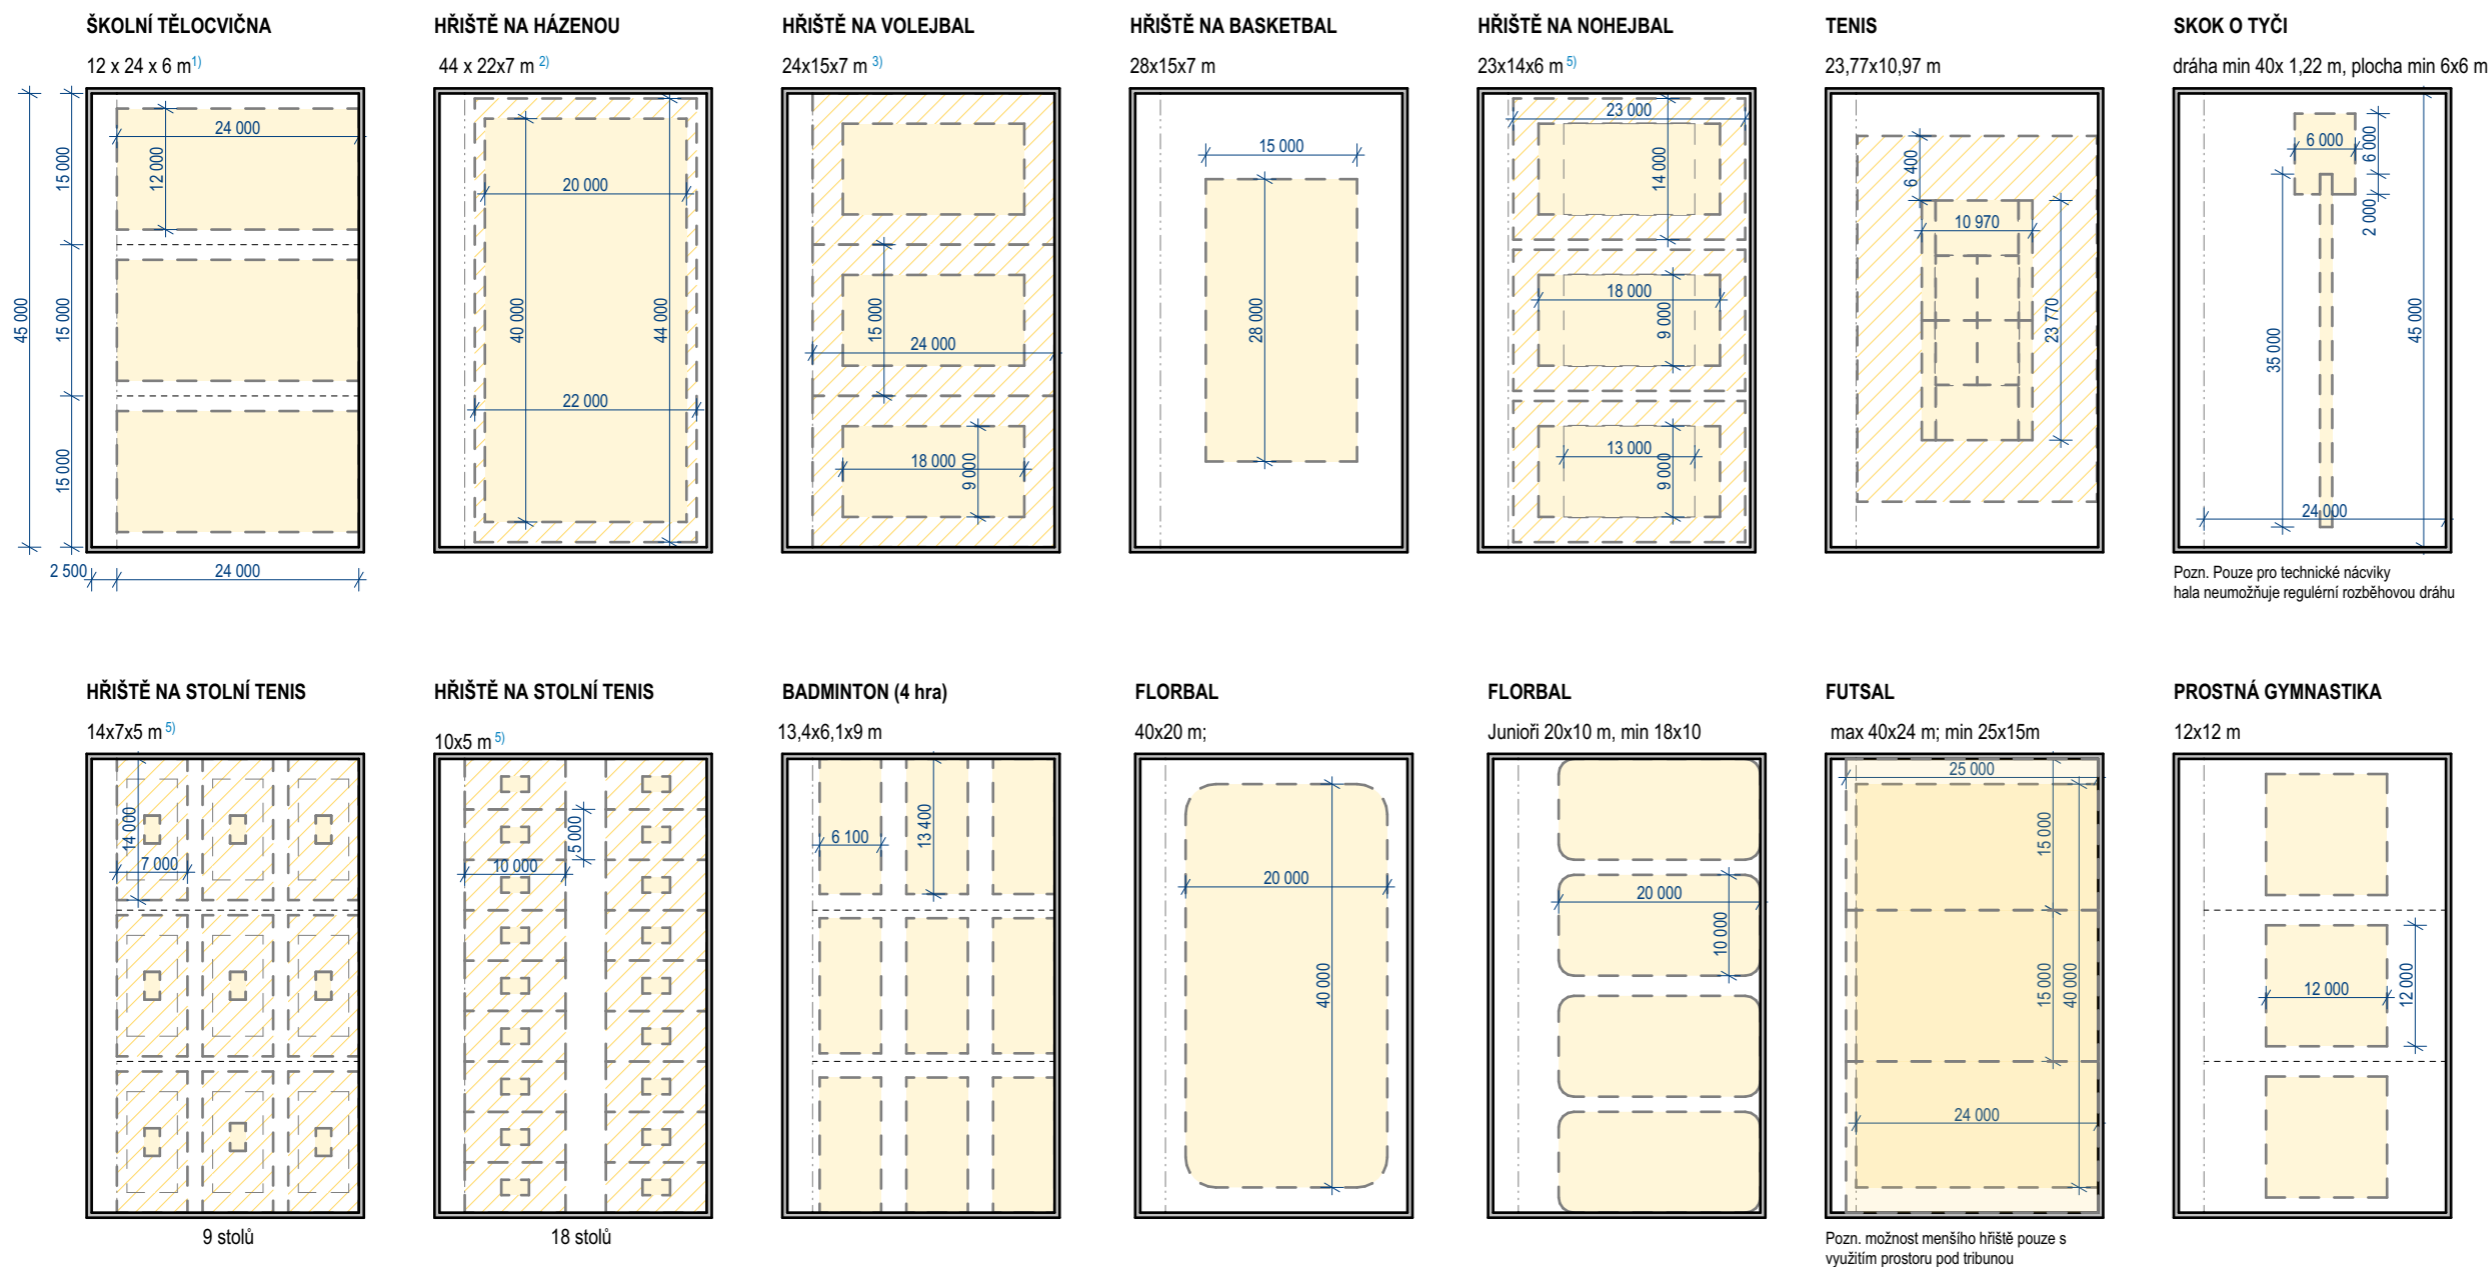 ŠKOLNÍ TĚLOCVIČNA
12 x 24 x 6 m1)
24 000
12 000
15 000
15 000
15 000
45 000
2 500
24 000
HŘIŠTĚ NA HÁZENOU
44 x 22x7 m 2)
20 000
40 000
44 000
22 000
HŘIŠTĚ NA VOLEJBAL
24x15x7 m 3)
15 000
24 000
18 000
9 000
HŘIŠTĚ NA BASKETBAL
28x15x7 m
15 000
28 000
HŘIŠTĚ NA NOHEJBAL
23x14x6 m 5)
23 000
14 000
18 000
9 000
13 000
9 000
TENIS
23,77x10,97 m
6 400
10 970
23 770
SKOK O TYČI
dráha min 40x 1,22 m, plocha min 6x6 m
6 000
6 000
2 000
35 000
45 000
24 000
Pozn. Pouze pro technické nácviky
hala neumožňuje regulérní rozběhovou dráhu
HŘIŠTĚ NA STOLNÍ TENIS
14x7x5 m 5)
14 000
7 000
9 stolů
HŘIŠTĚ NA STOLNÍ TENIS
10x5 m 5)
5 000
10 000
18 stolů
BADMINTON (4 hra)
13,4x6,1x9 m
6 100
13 400
FLORBAL
40x20 m;
20 000
40 000
FLORBAL
Junioři 20x10 m, min 18x10
20 000
10 000
FUTSAL
max 40x24 m; min 25x15m
25 000
15 000
15 000
40 000
24 000
Pozn. možnost menšího hřiště pouze s
využitím prostoru pod tribunou
PROSTNÁ GYMNASTIKA
12x12 m
12 000
12 000